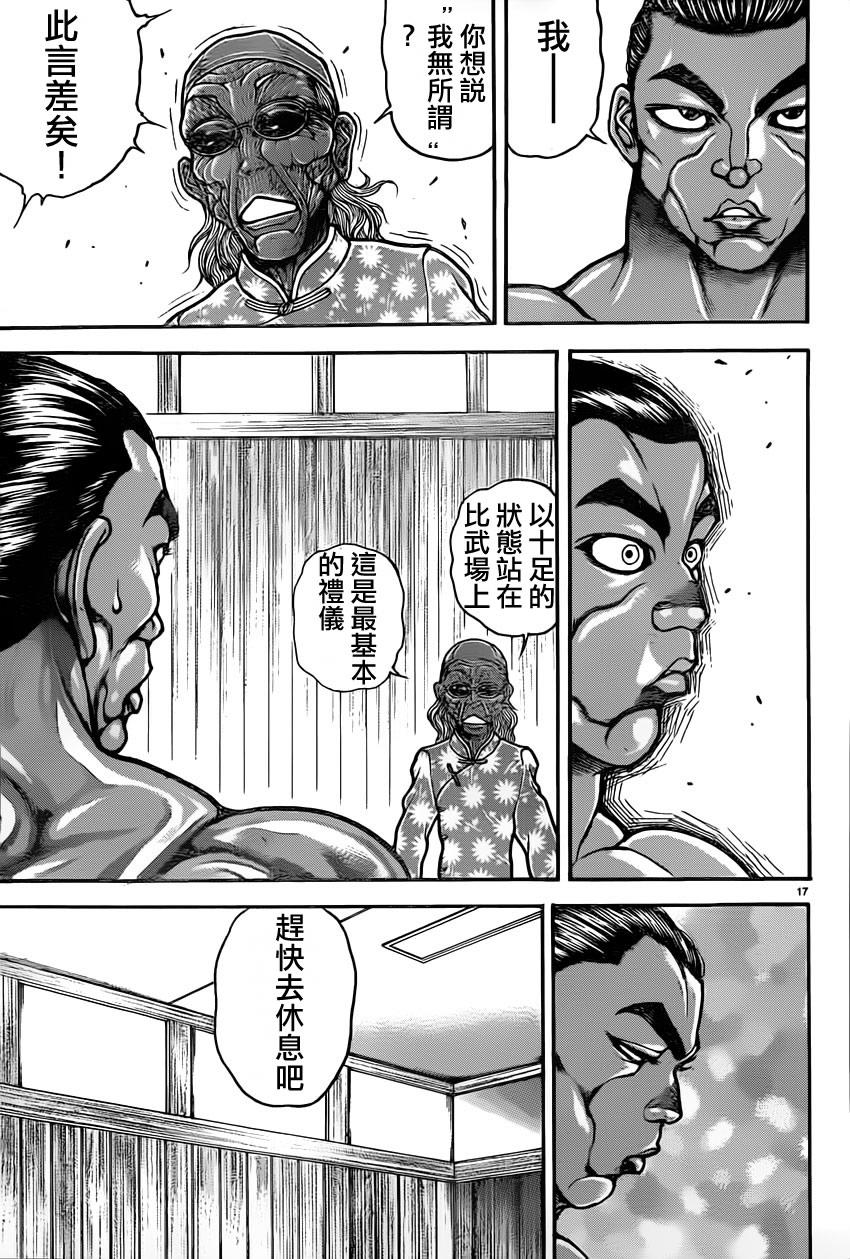 我—
你想説
”我無所謂“
?
此言差矣！
以十足的
狀態站在
比武場上
這是最基本
的禮儀
17
趕快去休息吧